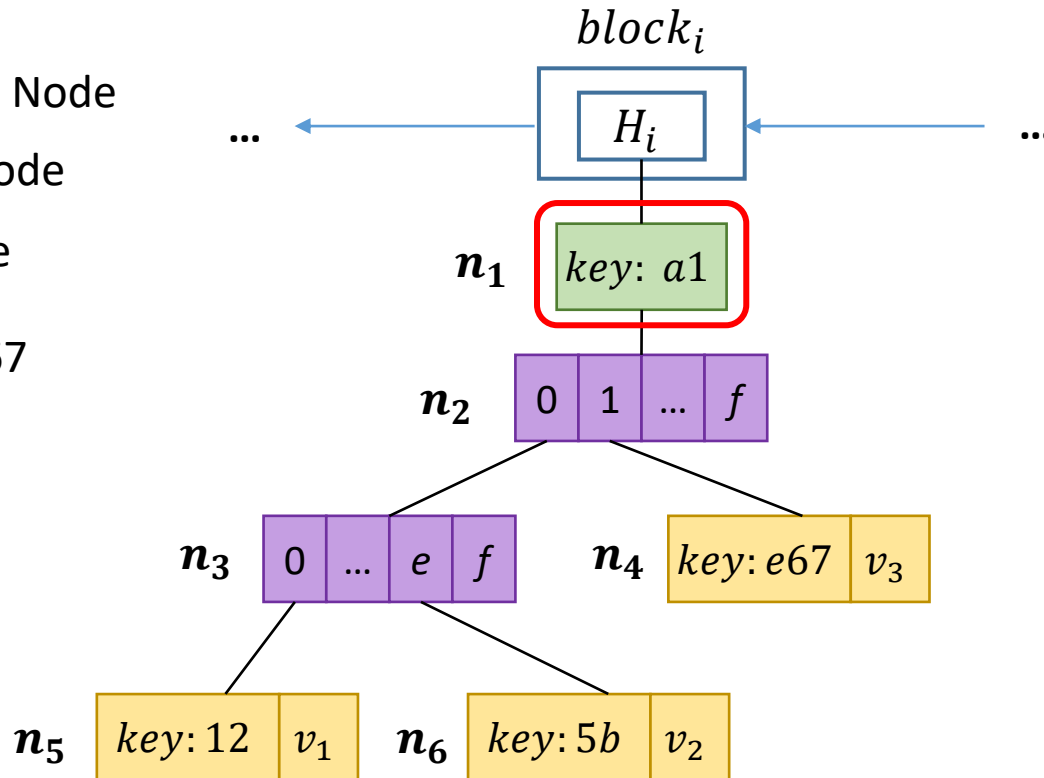 block_i
Node
... H_i ...
ode
e
n_1 key: a1
67
n_2 0 1 ... f
n_3 0 ... e f
n_4 key: e67 v_3
n_5 key: 12 v_1
n_6 key: 5b v_2